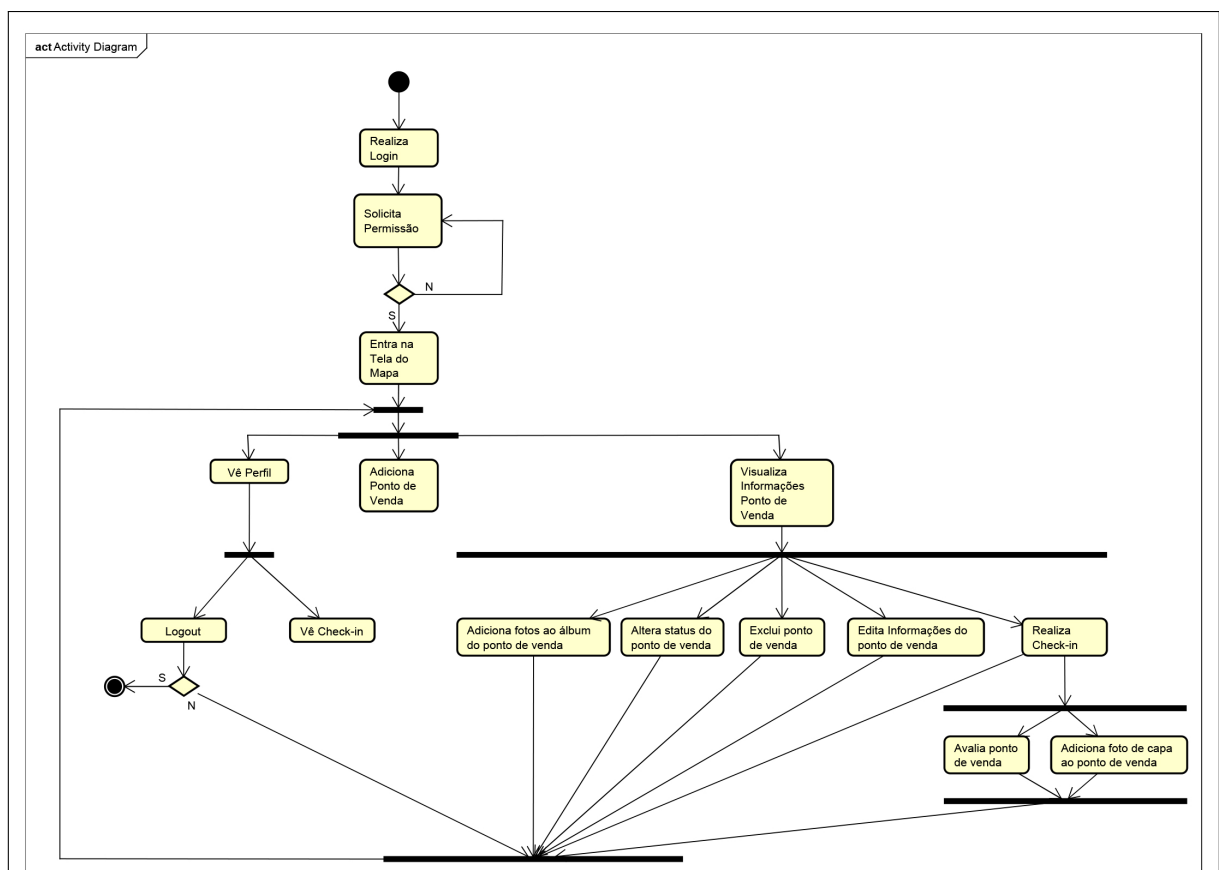 act Activity Diagram
Realiza
Login
Solicita
Permissão
N
S
Entra na
Tela do
Mapa
Vê Perfil
Adiciona
Ponto de
Venda
Visualiza
Informações
Ponto de
Venda
Logout
Vê Check-in
Adiciona fotos ao álbum
do ponto de venda
Altera status do
ponto de venda
Exclui ponto
de venda
Edita Informações do
ponto de venda
Realiza
Check-in
S
N
Avalia ponto
de venda
Adiciona foto de capa
ao ponto de venda